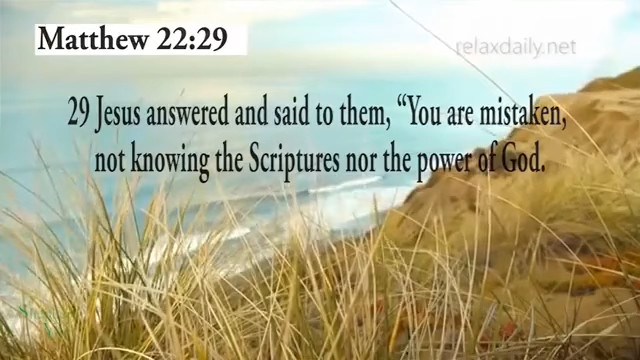 Matthew 22:29
relaxdaily.net
29 Jesus answered and said to them, “You are mistaken,
not knowing the Scriptures nor the power of God.